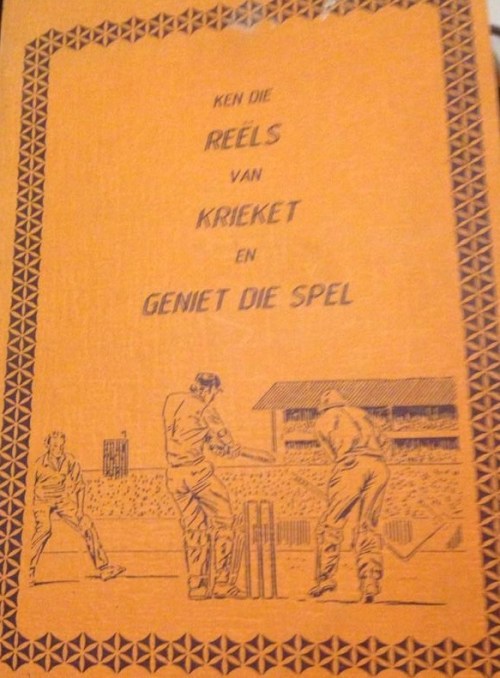 KEN DIE
REËLS
VAN
KRIEKET
EN
GENIET DIE SPEL